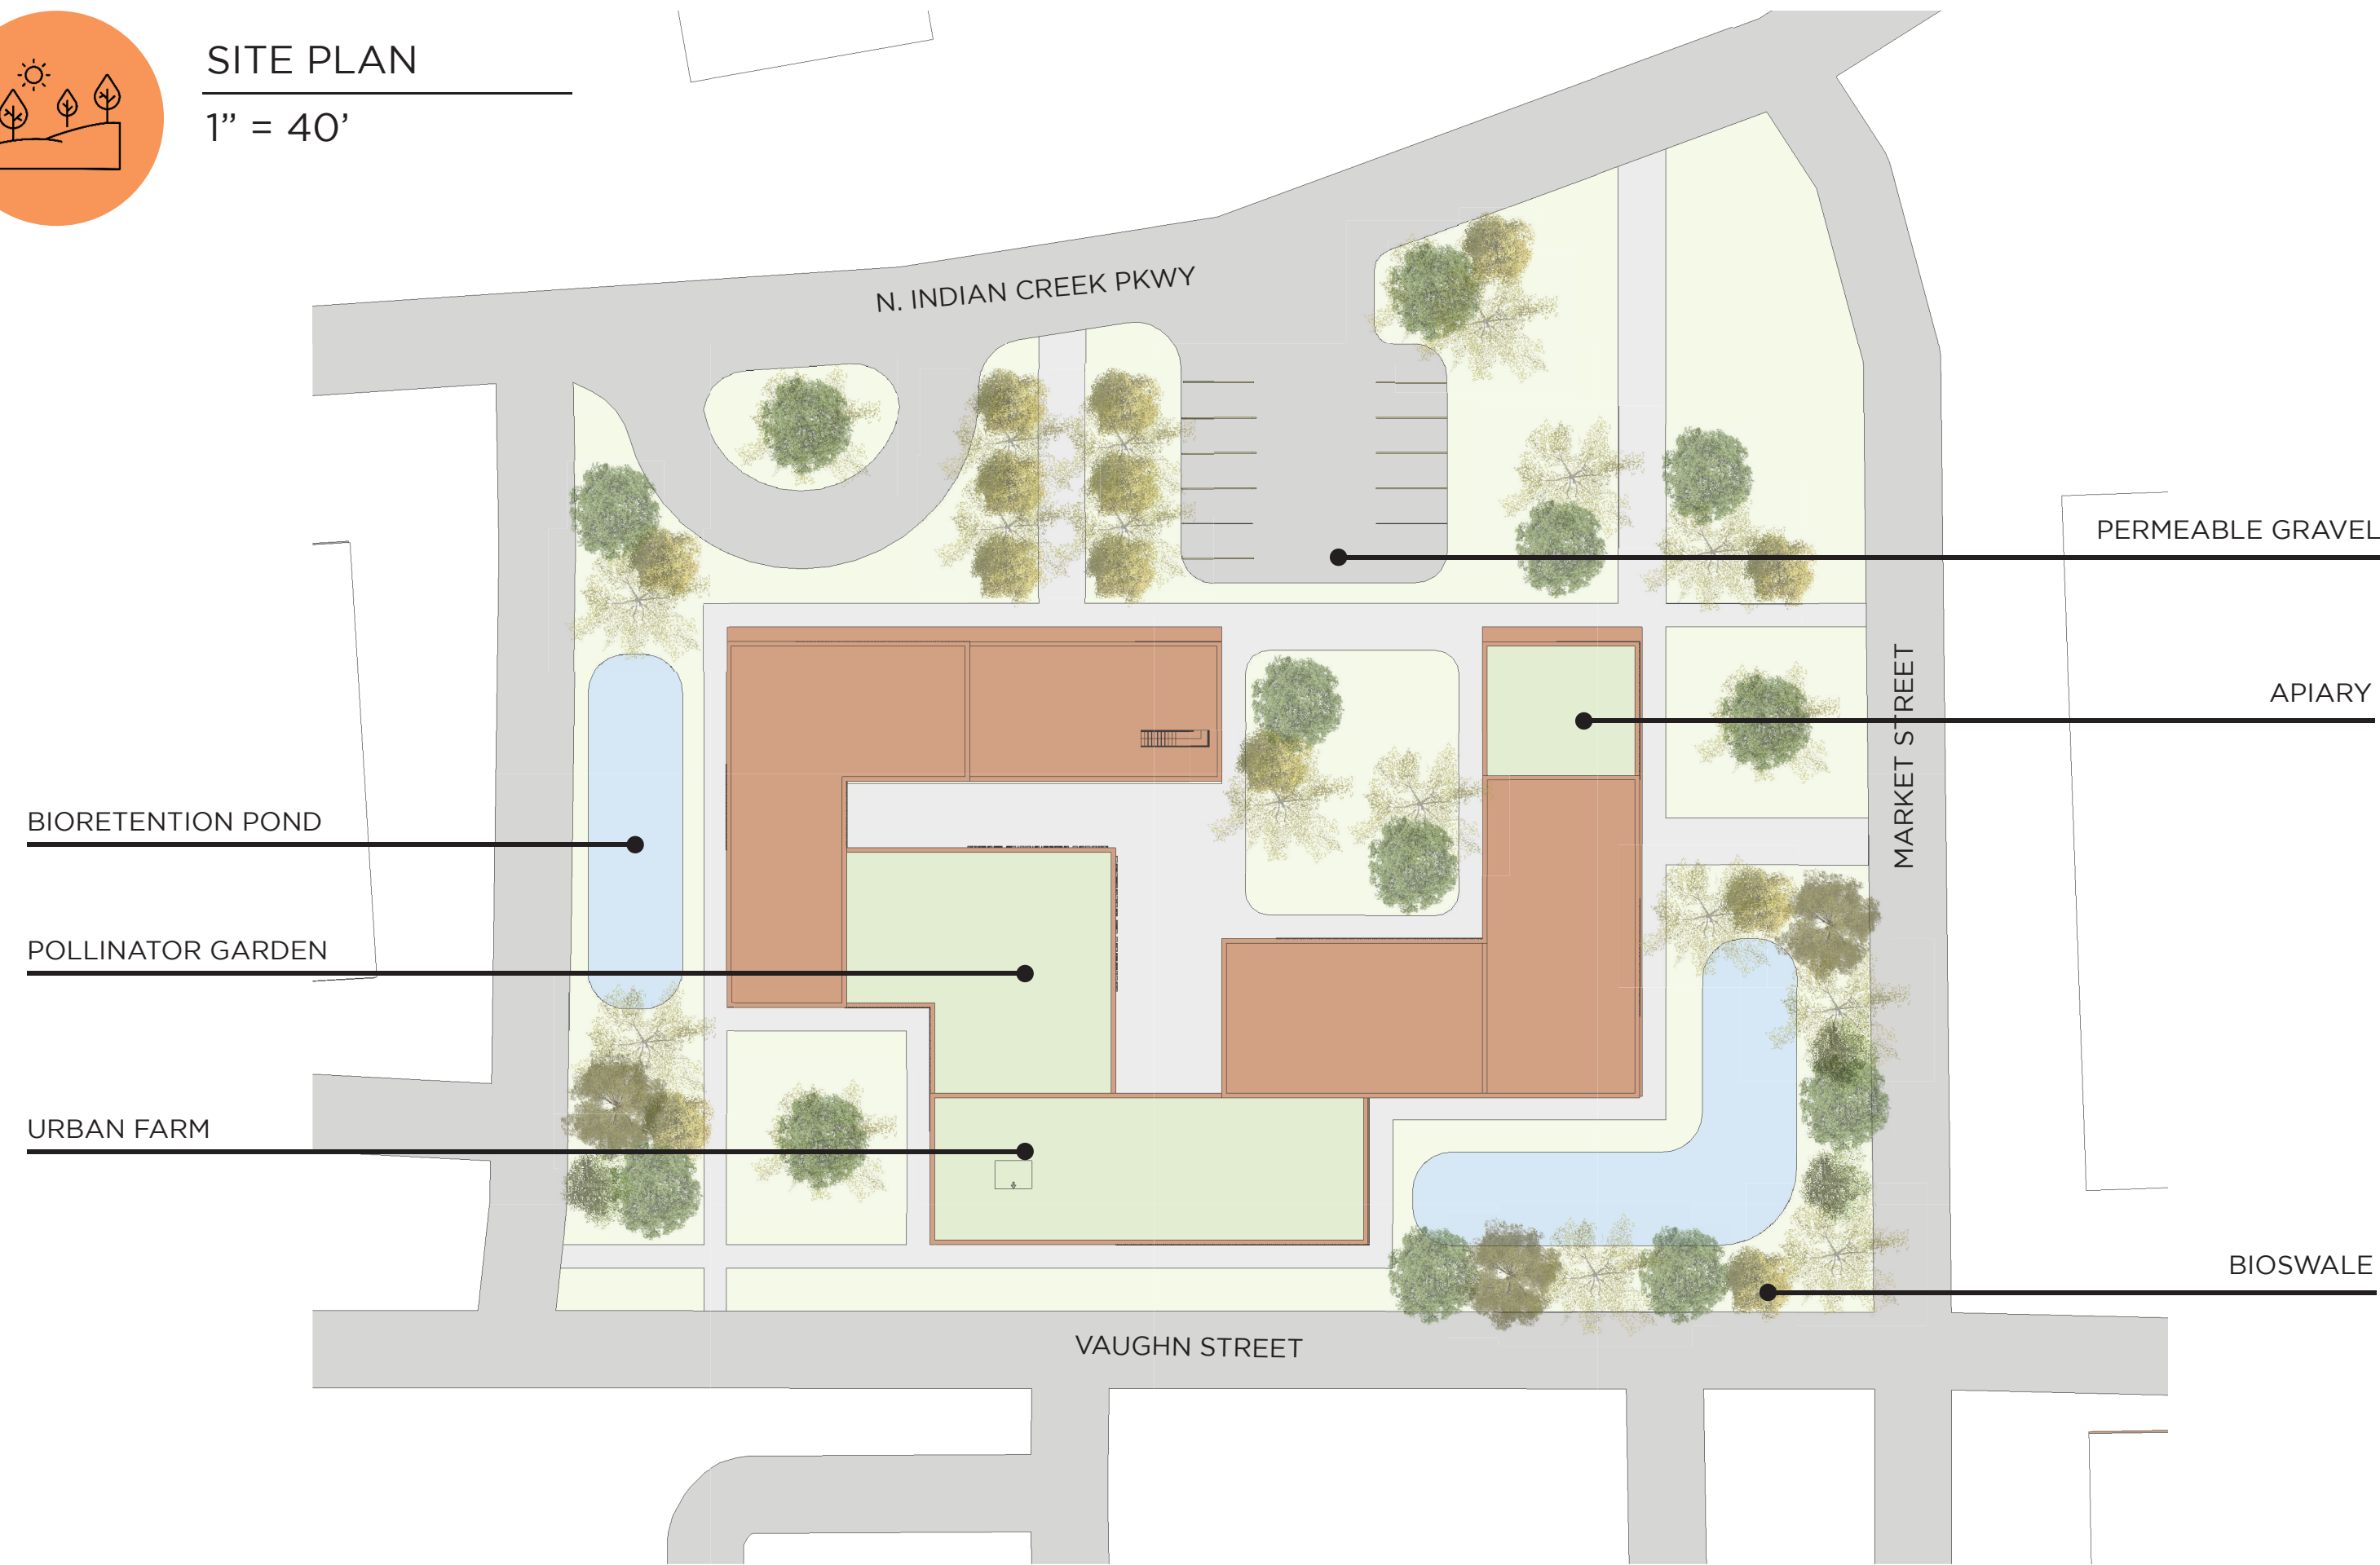 SITE PLAN
1” = 40’
N. INDIAN CREEK PKWY
PERMEABLE GRAVEL
APIARY
MARKET STREET
BIORETENTION POND
POLLINATOR GARDEN
URBAN FARM
BIOSWALE
VAUGHN STREET